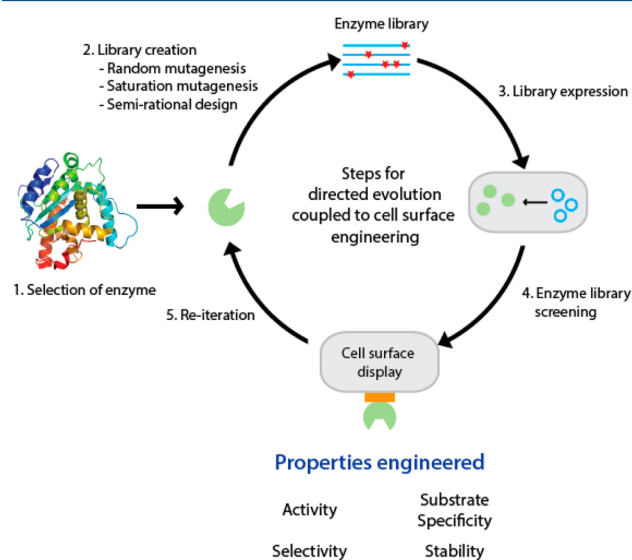 Enzyme library
2. Library creation
- Random mutagenesis
- Saturation mutagenesis
- Semi-rational design
3. Library expression
Steps for
directed evolution
coupled to cell surface
engineering
1. Selection of enzyme
4. Enzyme library
screening
5. Re-iteration
Cell surface
display
Properties engineered
Activity
Substrate
Specificity
Selectivity
Stability